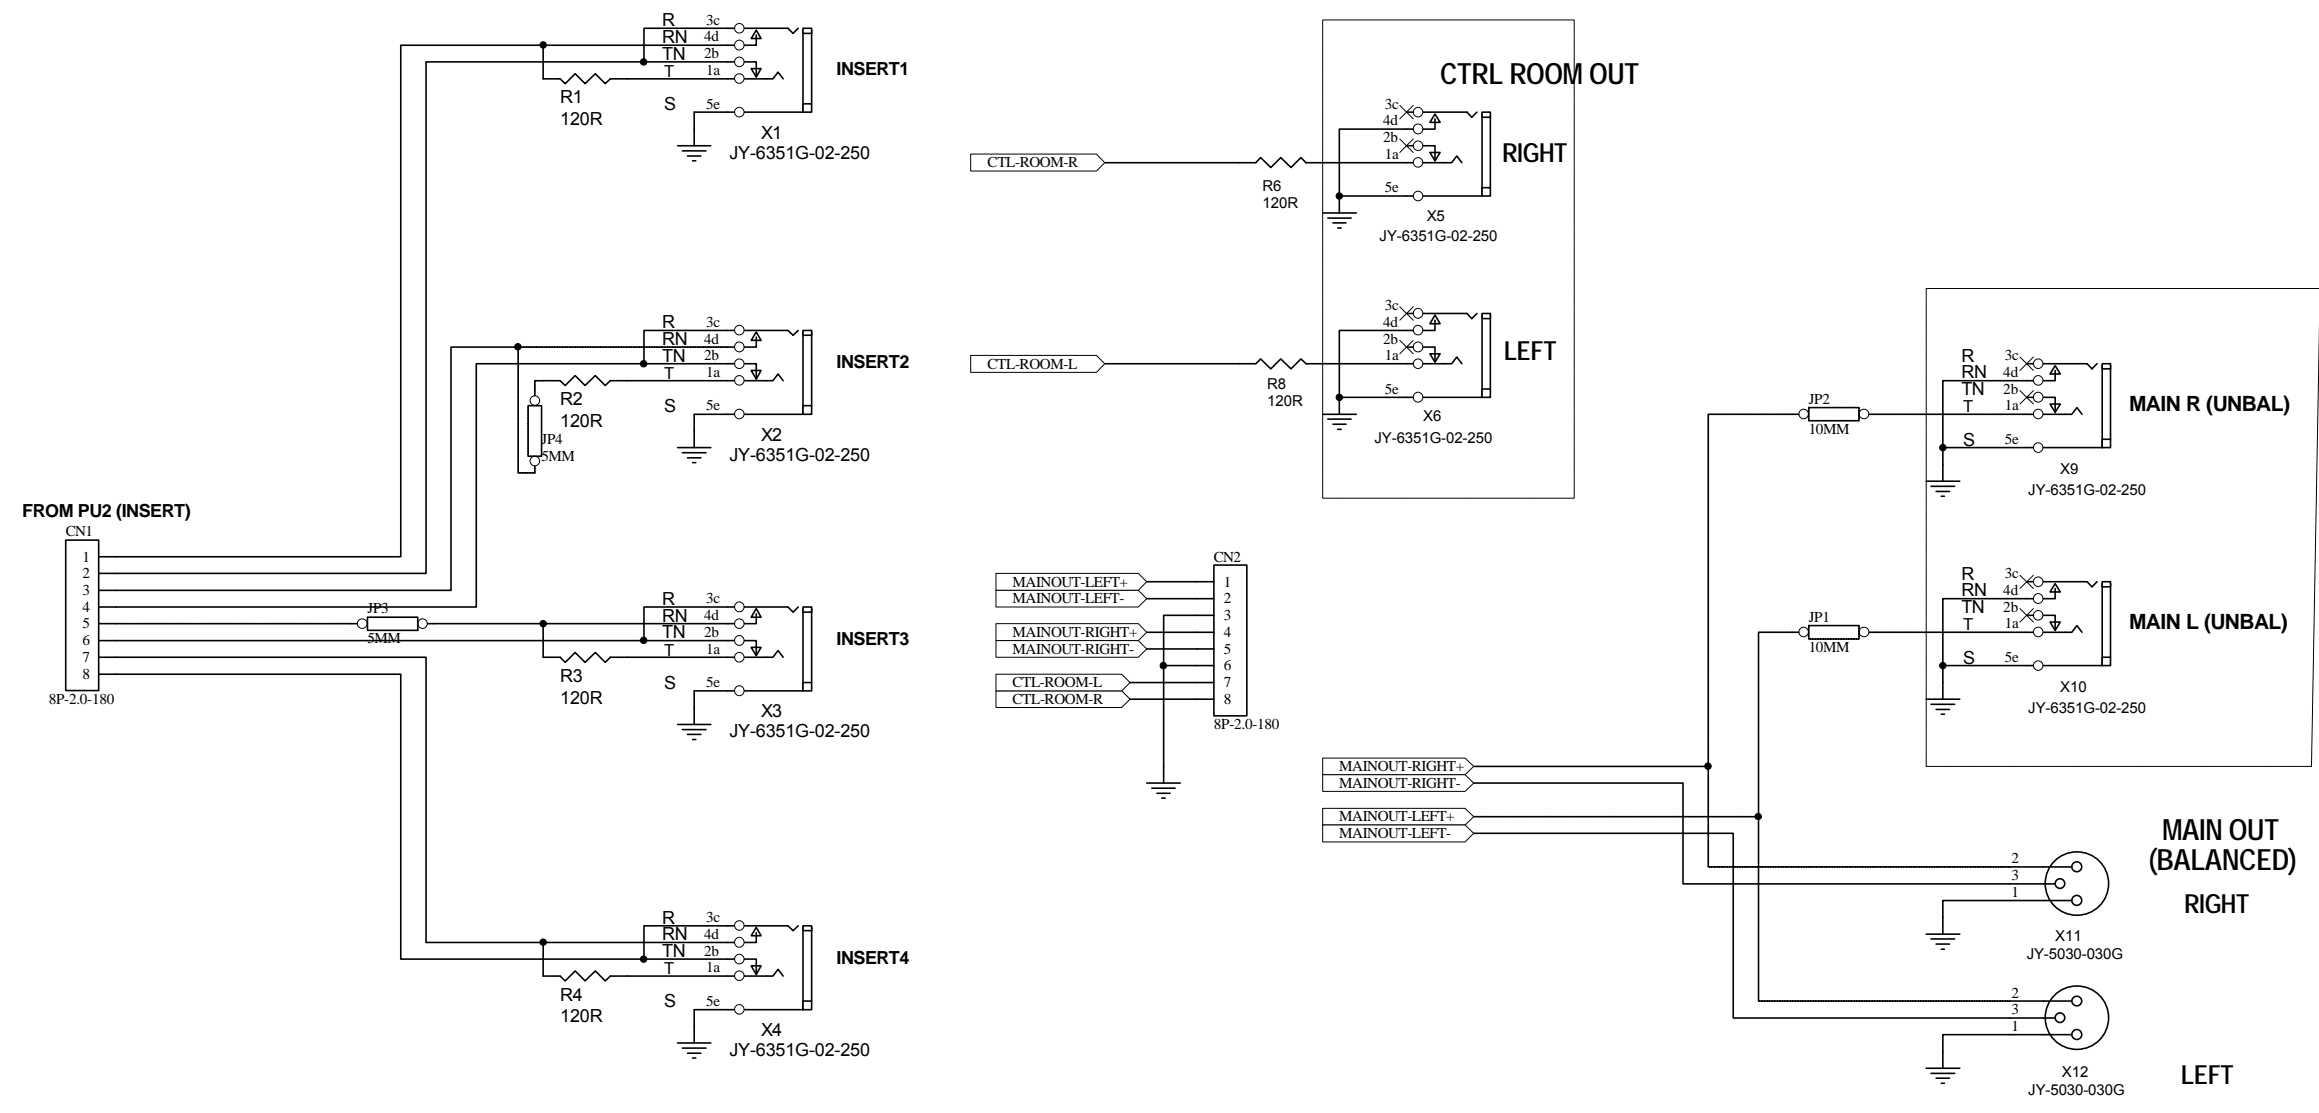 R 3c
RN 4d
TN 2b
T 1a
S 5e
INSERT1
R1
120R
X1
JY-6351G-02-250
R 3c
RN 4d
TN 2b
T 1a
S 5e
INSERT2
R2
120R
JP4
5MM
X2
JY-6351G-02-250
FROM PU2 (INSERT)
CN1
1
2
3
4
5
6
7
8
8P-2.0-180
JP3
5MM
R 3c
RN 4d
TN 2b
T 1a
S 5e
INSERT3
R3
120R
X3
JY-6351G-02-250
R 3c
RN 4d
TN 2b
T 1a
S 5e
INSERT4
R4
120R
X4
JY-6351G-02-250
CTRL ROOM OUT
CTL-ROOM-R
R6
120R
3c
4d
2b
1a
5e
RIGHT
X5
JY-6351G-02-250
CTL-ROOM-L
R8
120R
3c
4d
2b
1a
5e
LEFT
X6
JY-6351G-02-250
CN2
MAINOUT-LEFT+ 1
MAINOUT-LEFT- 2
3
MAINOUT-RIGHT+ 4
MAINOUT-RIGHT- 5
6
CTL-ROOM-L 7
CTL-ROOM-R 8
8P-2.0-180
JP2
10MM
R 3c
RN 4d
TN 2b
T 1a
S 5e
MAIN R (UNBAL)
X9
JY-6351G-02-250
JP1
10MM
R 3c
RN 4d
TN 2b
T 1a
S 5e
MAIN L (UNBAL)
X10
JY-6351G-02-250
MAINOUT-RIGHT+
MAINOUT-RIGHT-
MAINOUT-LEFT+
MAINOUT-LEFT-
MAIN OUT
(BALANCED)
RIGHT
2
3
1
X11
JY-5030-030G
2
3
1
X12
JY-5030-030G
LEFT